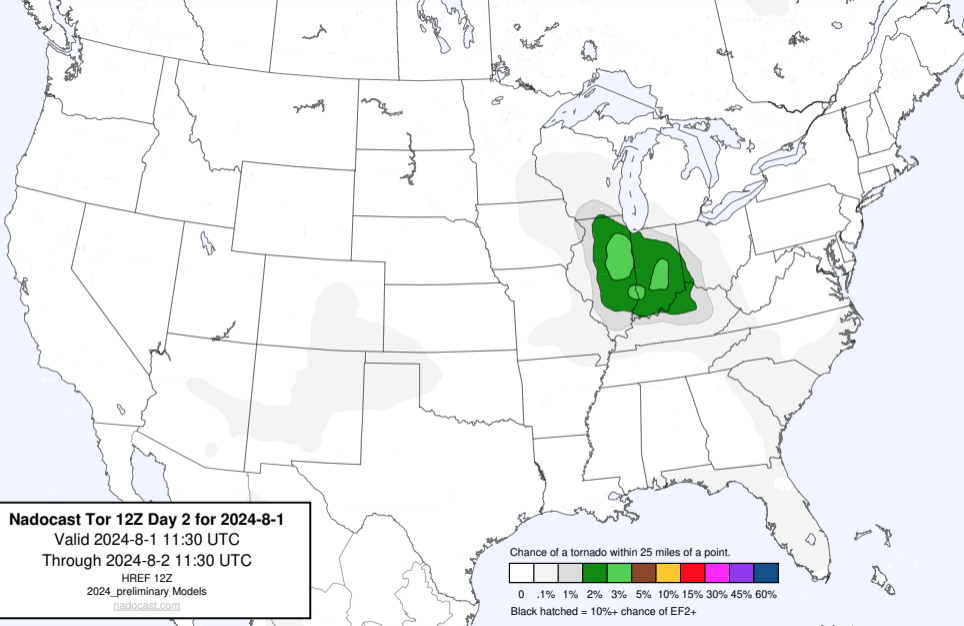 Nadocast Tor 12Z Day 2 for 2024-8-1
Valid 2024-8-1 11:30 UTC
Through 2024-8-2 11:30 UTC
HREF 12Z
2024_preliminary Models
nadocast.com
Chance of a tornado within 25 miles of a point.
0 .1% 1% 2% 3% 5% 10% 15% 30% 45% 60%
Black hatched = 10%+ chance of EF2+